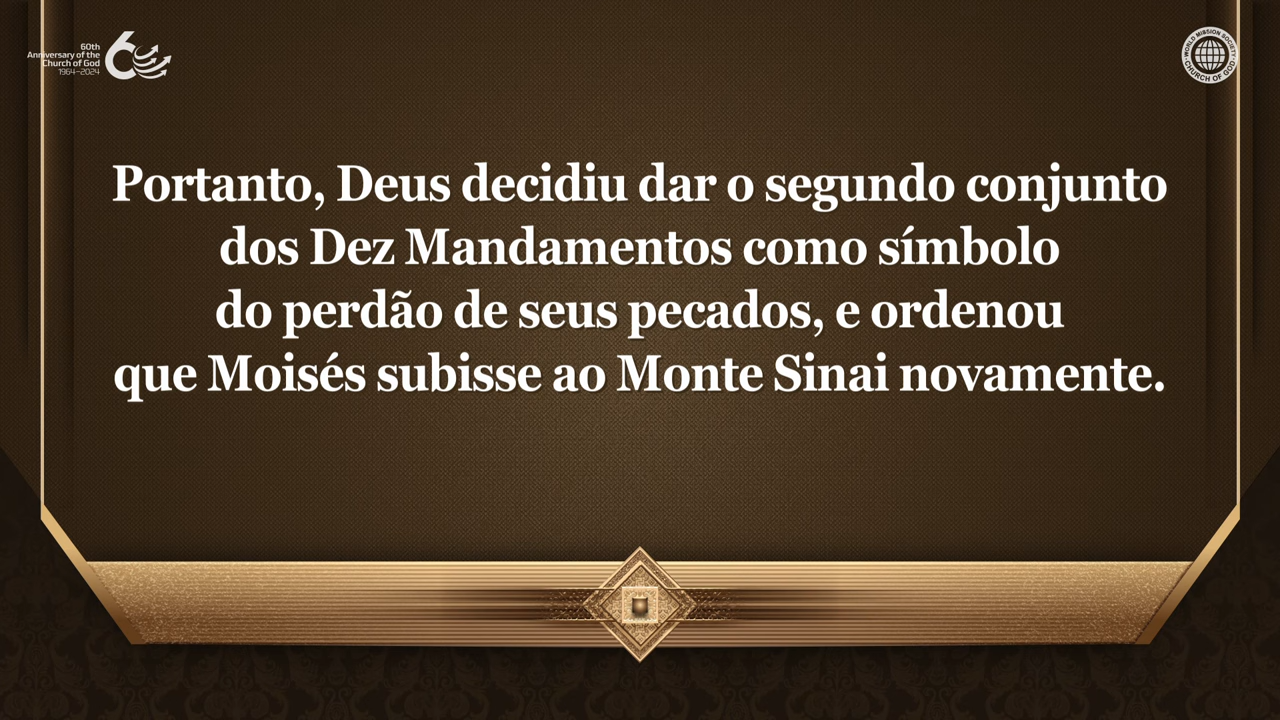 60th
Anniversary of the
Church of God
1964–2024
60
WORLD MISSION SOCIETY
CHURCH OF GOD
Portanto, Deus decidiu dar o segundo conjunto
dos Dez Mandamentos como símbolo
do perdão de seus pecados, e ordenou
que Moisés subisse ao Monte Sinai novamente.